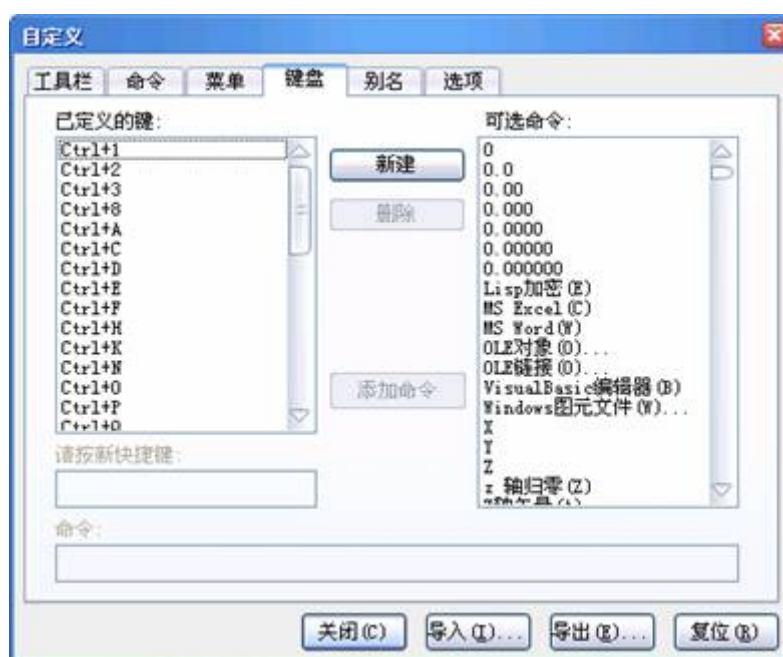 自定义
工具栏 命令 菜单 键盘 别名 选项
已定义的键:
Ctrl+1
Ctrl+2
Ctrl+3
Ctrl+8
Ctrl+A
Ctrl+C
Ctrl+D
Ctrl+E
Ctrl+F
Ctrl+H
Ctrl+K
Ctrl+N
Ctrl+O
Ctrl+P
Ctrl+Q
新建
删除
添加命令
可选命令:
0
0.0
0.00
0.000
0.0000
0.00000
0.000000
Lisp加密(E)
MS Excel(C)
MS Word(W)
OLE对象(O)...
OLE链接(O)...
VisualBasic编辑器(B)
Windows图元文件(W)...
X
Y
Z
z 轴归零(Z)
Z轴矢量(A)
请按新快捷键:
命令:
关闭(C) 导入(I)... 导出(E)... 复位(R)